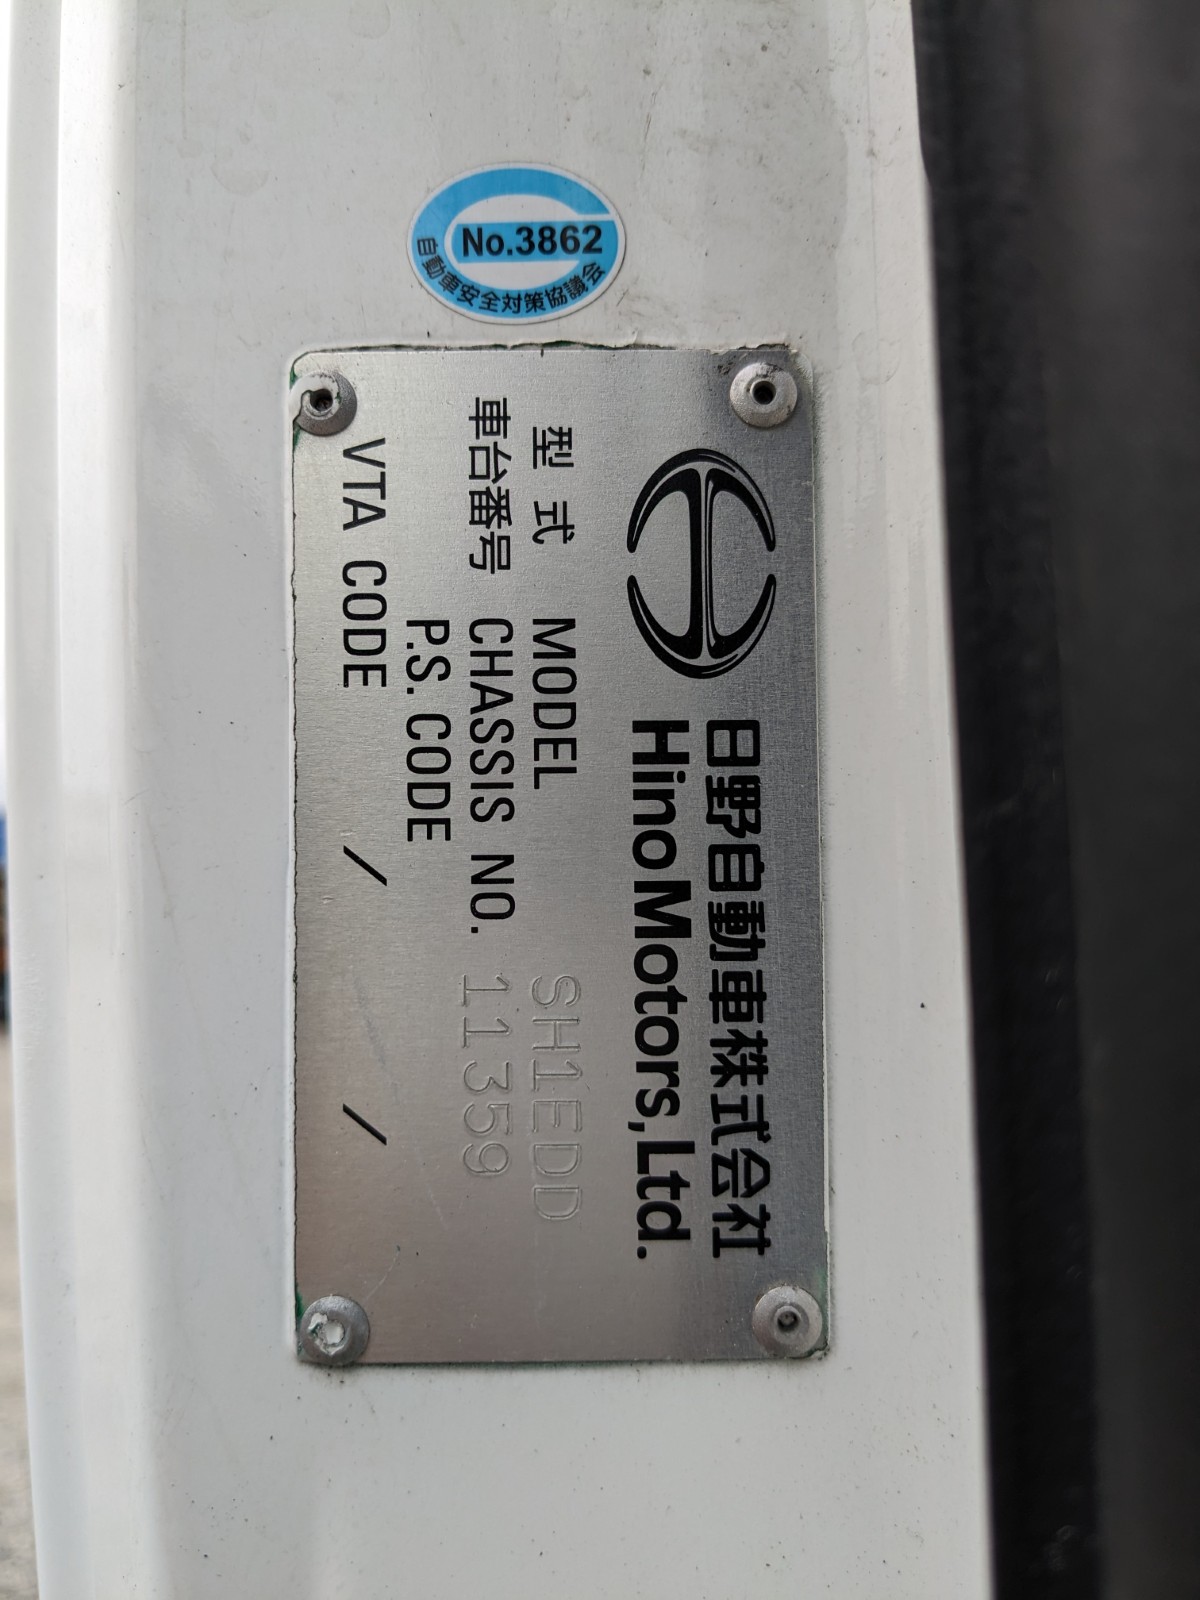 No.3862
自動車安全対策協議会
日野自動車株式会社
Hino Motors, Ltd.
型式 MODEL SH1EDD
車台番号 CHASSIS NO. 11359
P.S. CODE
VTA CODE / /